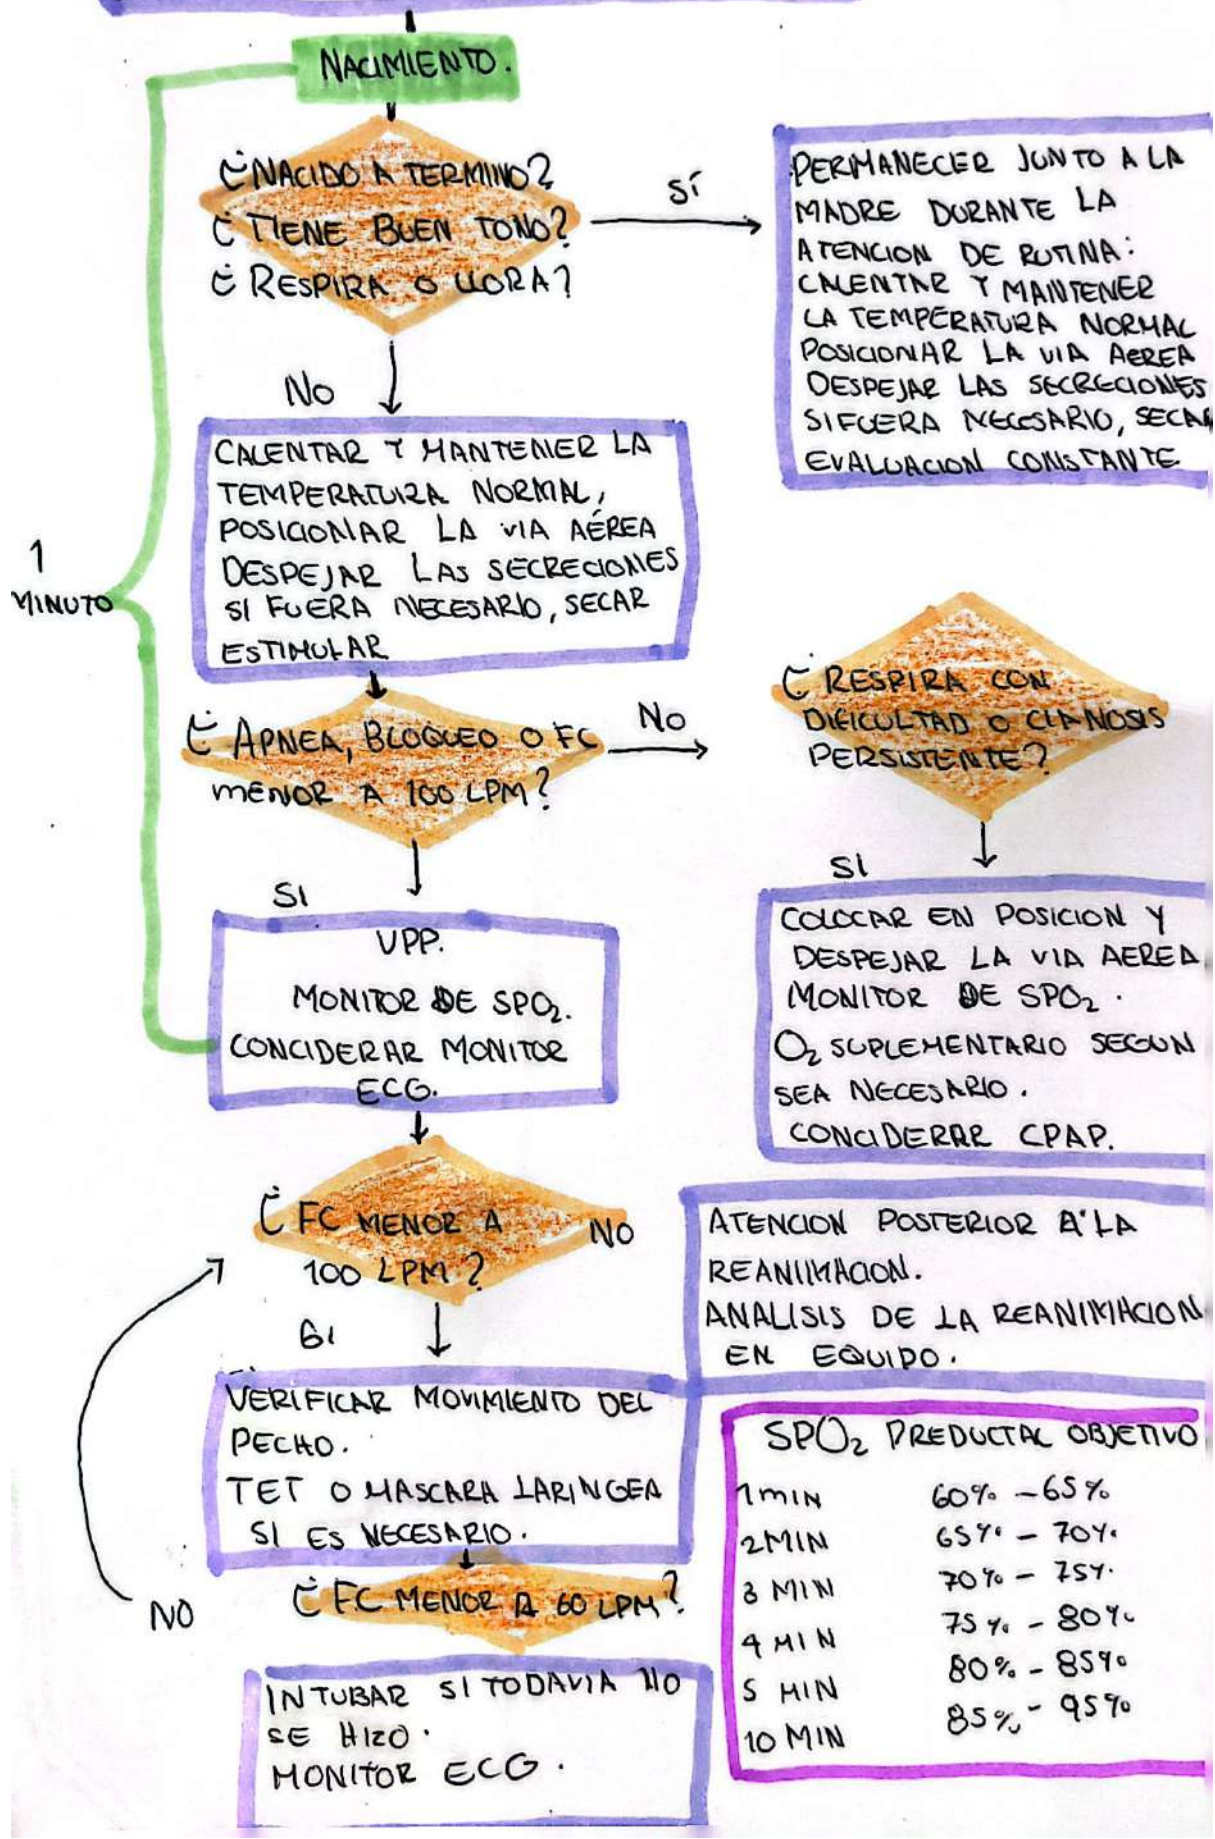 NACIMIENTO.
¿NACIDO A TERMINO?
¿TIENE BUEN TONO?
¿RESPIRA O LLORA?
SÍ
PERMANECER JUNTO A LA
MADRE DURANTE LA
ATENCION DE RUTINA:
CALENTAR Y MANTENER
LA TEMPERATURA NORMAL
POSICIONAR LA VIA AEREA
DESPEJAR LAS SECRECIONES
SI FUERA NECESARIO, SECAR
EVALUACION CONSTANTE
NO
CALENTAR Y MANTENER LA
TEMPERATURA NORMAL,
POSICIONAR LA VIA AÉREA
DESPEJAR LAS SECRECIONES
SI FUERA NECESARIO, SECAR
ESTIMULAR
1
MINUTO
¿APNEA, BLOQUEO O FC
MENOR A 100 LPM?
NO
¿RESPIRA CON
DIFICULTAD O CIANOSIS
PERSISTENTE?
SI
VPP.
MONITOR DE SPO2.
CONCIDERAR MONITOR
ECG.
SI
COLOCAR EN POSICION Y
DESPEJAR LA VIA AEREA
MONITOR DE SPO2.
O2 SUPLEMENTARIO SEGUN
SEA NECESARIO.
CONCIDERAR CPAP.
¿FC MENOR A
100 LPM?
NO
ATENCION POSTERIOR A LA
REANIMACION.
ANALISIS DE LA REANIMACION
EN EQUIPO.
SI
VERIFICAR MOVIMIENTO DEL
PECHO.
TET O MASCARA LARINGEA
SI ES NECESARIO.
¿FC MENOR A 60 LPM?
NO
INTUBAR SI TODAVIA NO
SE HIZO.
MONITOR ECG.
SPO2 PREDUCTAL OBJETIVO
1 MIN 60% - 65%
2 MIN 65% - 70%
3 MIN 70% - 75%
4 MIN 75% - 80%
5 MIN 80% - 85%
10 MIN 85% - 95%